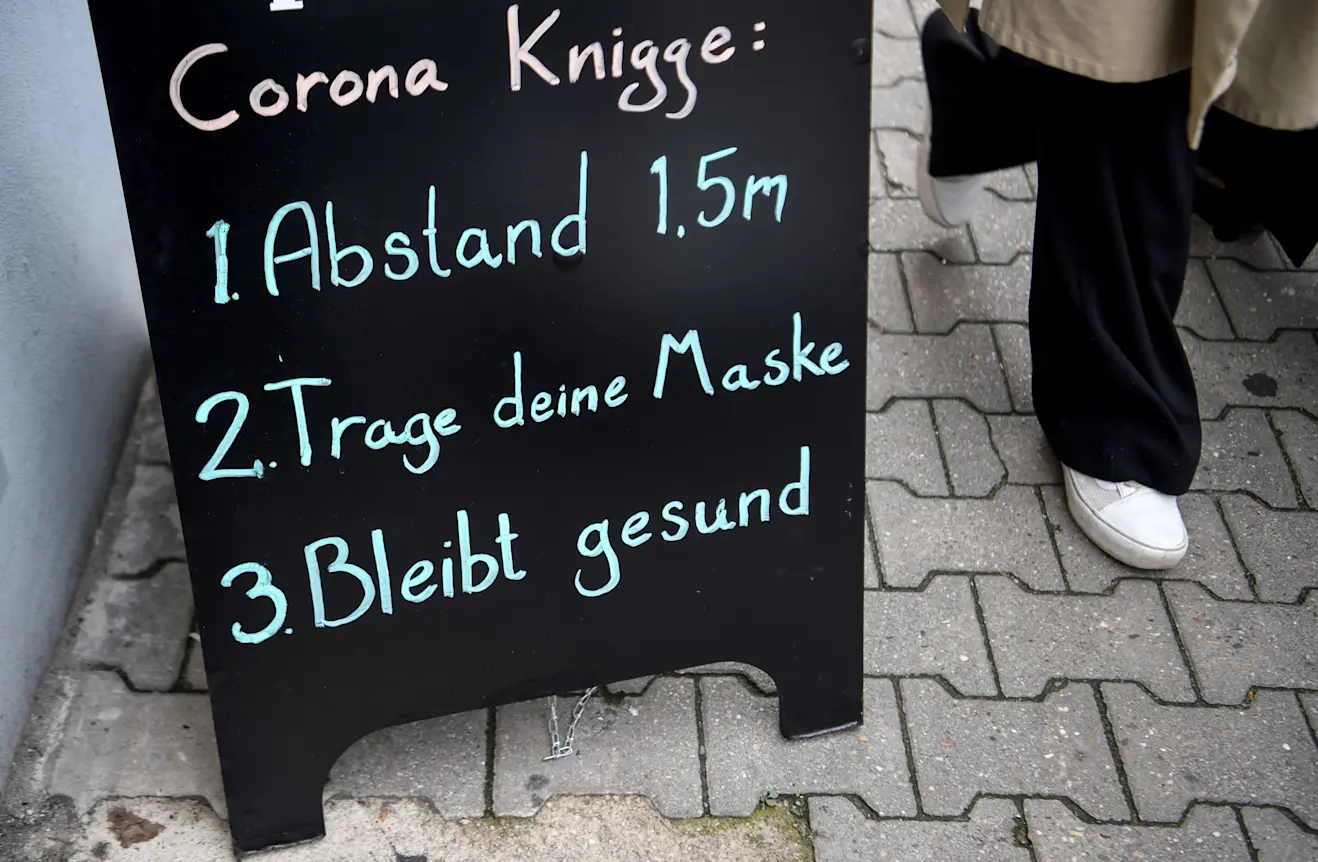 Corona Knigge:
1. Abstand 1,5m
2. Trage deine Maske
3. Bleibt gesund